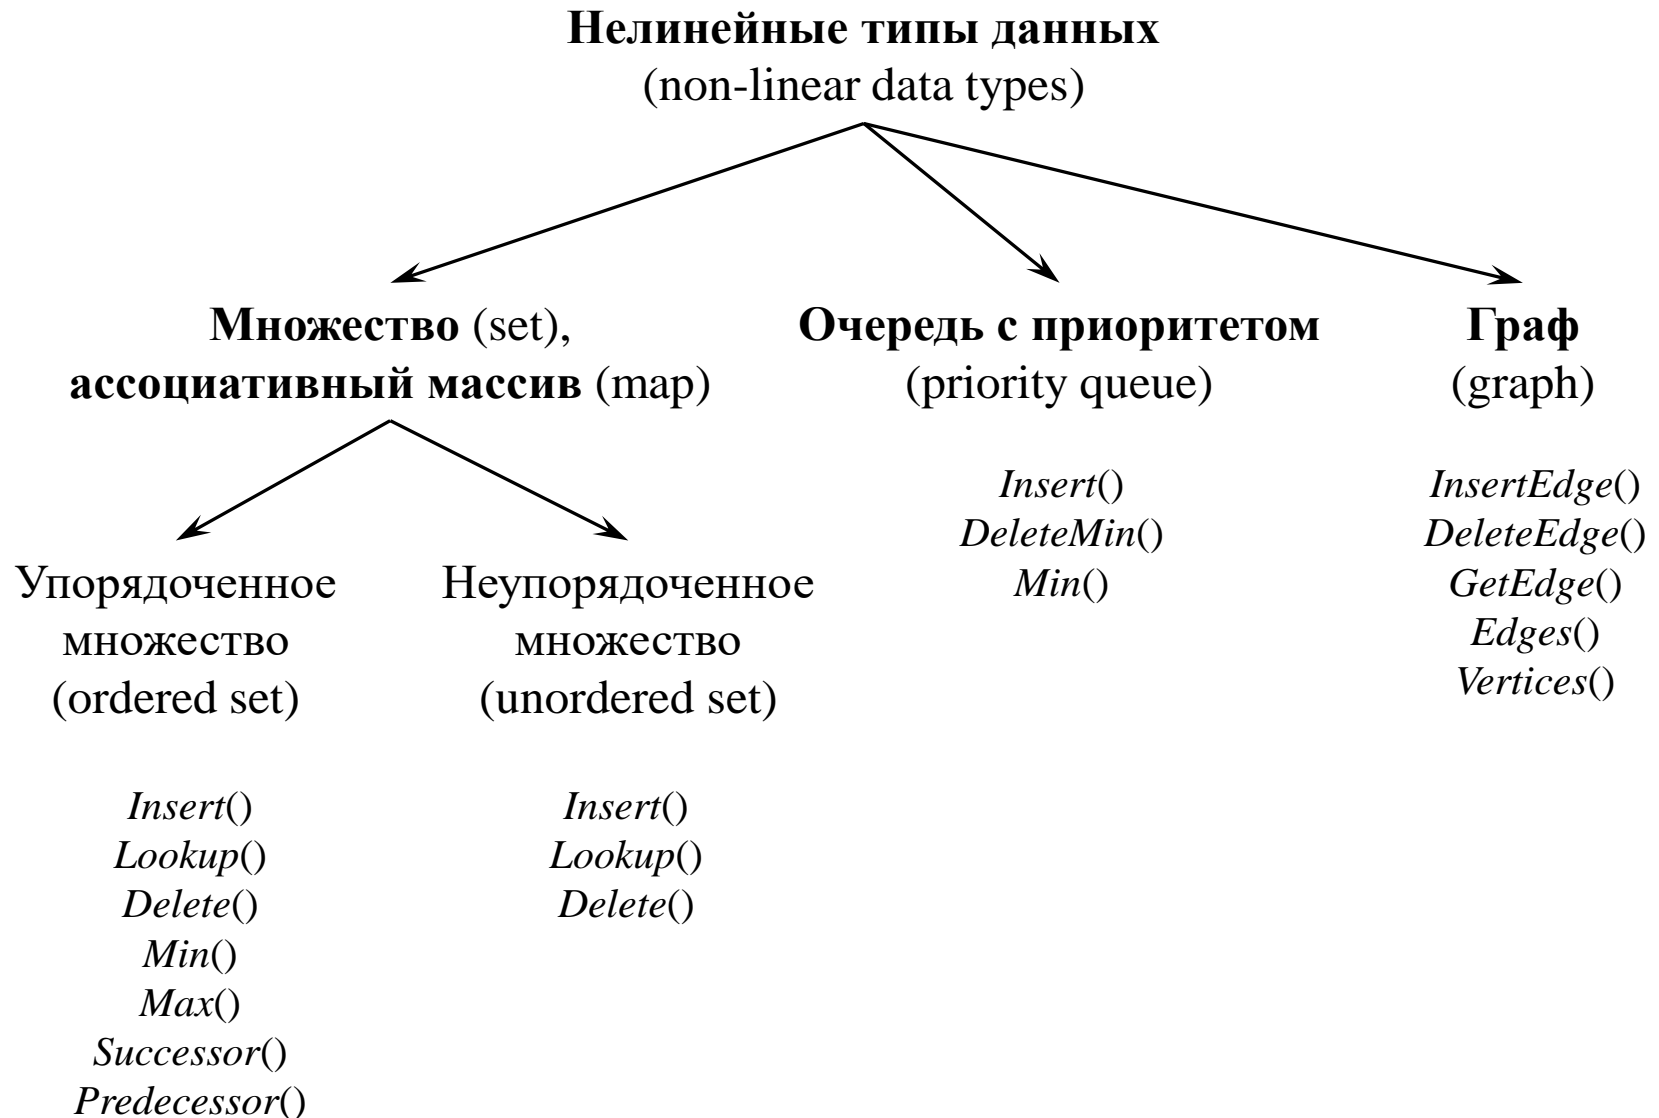 Нелинейные типы данных
(non-linear data types)
Множество (set),
ассоциативный массив (map)
Очередь с приоритетом
(priority queue)
Граф
(graph)
Insert()
DeleteMin()
Min()
InsertEdge()
DeleteEdge()
GetEdge()
Edges()
Vertices()
Упорядоченное
множество
(ordered set)
Неупорядоченное
множество
(unordered set)
Insert()
Lookup()
Delete()
Min()
Max()
Successor()
Predecessor()
Insert()
Lookup()
Delete()